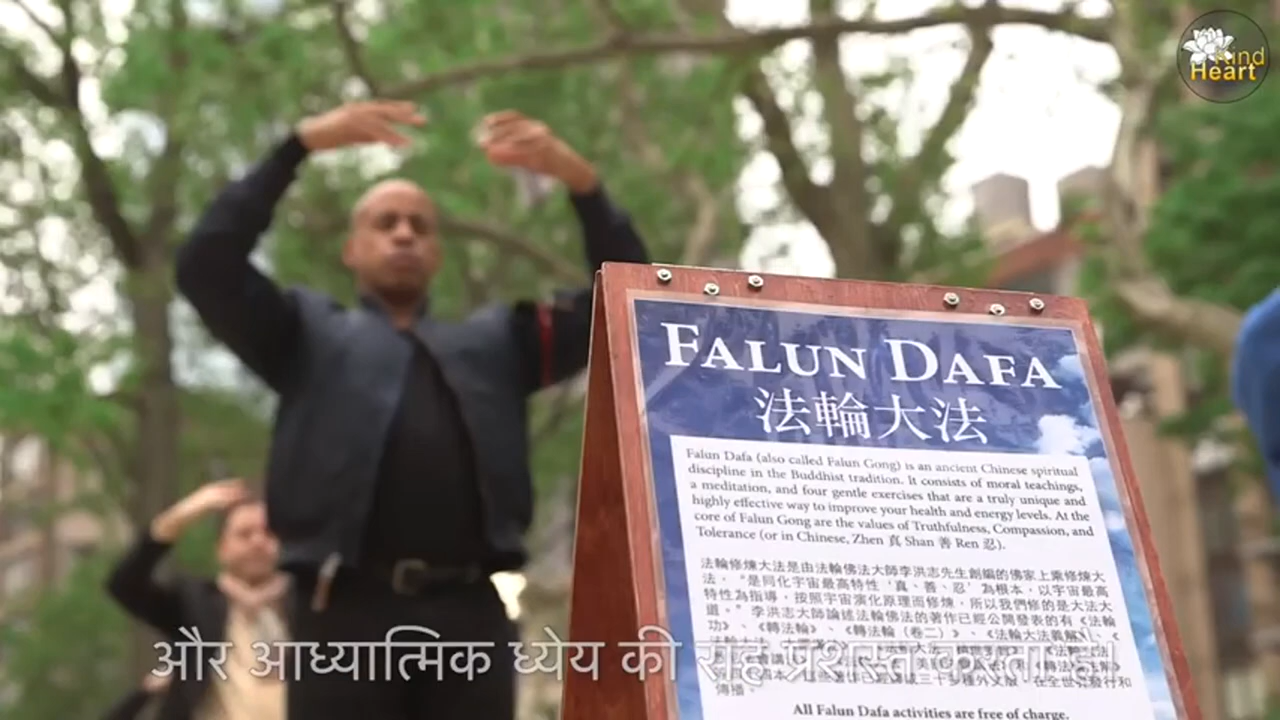 Kind
Heart
FALUN DAFA
法輪大法
Falun Dafa (also called Falun Gong) is an ancient Chinese spiritual
discipline in the Buddhist tradition. It consists of moral teachings,
a meditation, and four gentle exercises that are a truly unique and
highly effective way to improve your health and energy levels. At the
core of Falun Gong are the values of Truthfulness, Compassion, and
Tolerance (or in Chinese, Zhen 真 Shan 善 Ren 忍).
法輪修煉大法是由法輪佛法大師李洪志先生創編的佛家上乘修煉大
法，“是同化宇宙最高特性‘真、善、忍’為根本，以宇宙最高
特性為指導，按照宇宙演化原理而修煉，所以我們修的是大法大
道。”李洪志大師論述法輪佛法的著作已經公開發表的有《法輪
功》、《轉法輪》、《轉法輪（卷二）》、《法輪大法義解》、《
और आध्यात्मिक ध्येय की राह प्रशस्त
傳播。
All Falun Dafa activities are free of charge.